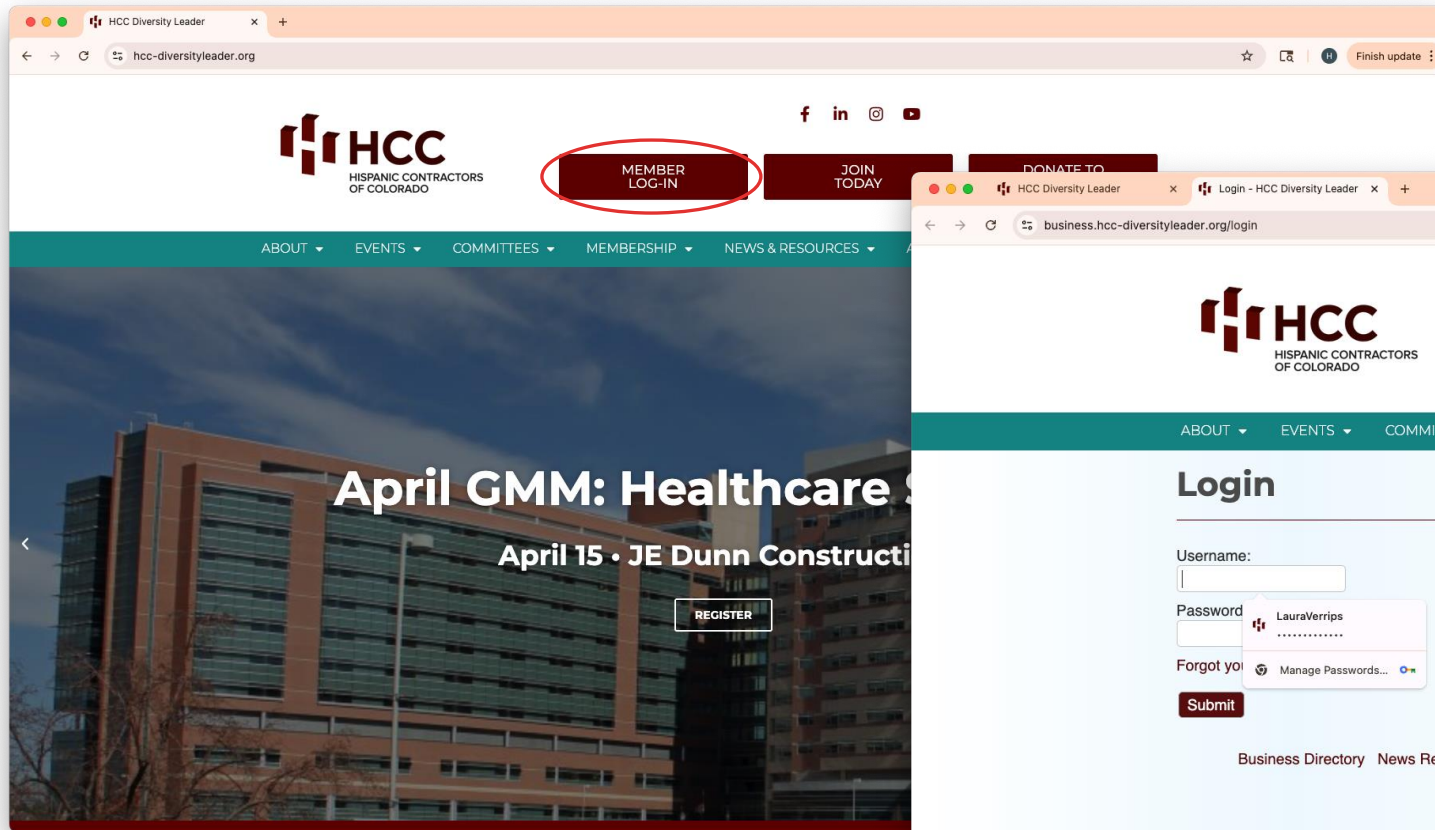 HCC Diversity Leader
hcc-diversityleader.org
Finish update
H
HCC
HISPANIC CONTRACTORS
OF COLORADO
MEMBER
LOG-IN
JOIN
TODAY
DONATE TO
ABOUT EVENTS COMMITTEES MEMBERSHIP NEWS & RESOURCES A
April GMM: Healthcare S
April 15 • JE Dunn Constructi
REGISTER
HCC Diversity Leader
Login - HCC Diversity Leader
business.hcc-diversityleader.org/login
HCC
HISPANIC CONTRACTORS
OF COLORADO
ABOUT EVENTS COMMI
Login
Username:
Password
LauraVerrips
.............
Forgot you
Manage Passwords...
Submit
Business Directory News Re